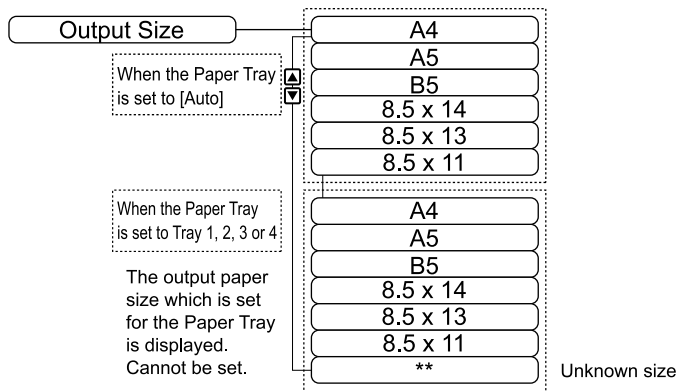 Output Size
When the Paper Tray
is set to [Auto]
A4
A5
B5
8.5 x 14
8.5 x 13
8.5 x 11
When the Paper Tray
is set to Tray 1, 2, 3 or 4
The output paper
size which is set
for the Paper Tray
is displayed.
Cannot be set.
A4
A5
B5
8.5 x 14
8.5 x 13
8.5 x 11
**
Unknown size